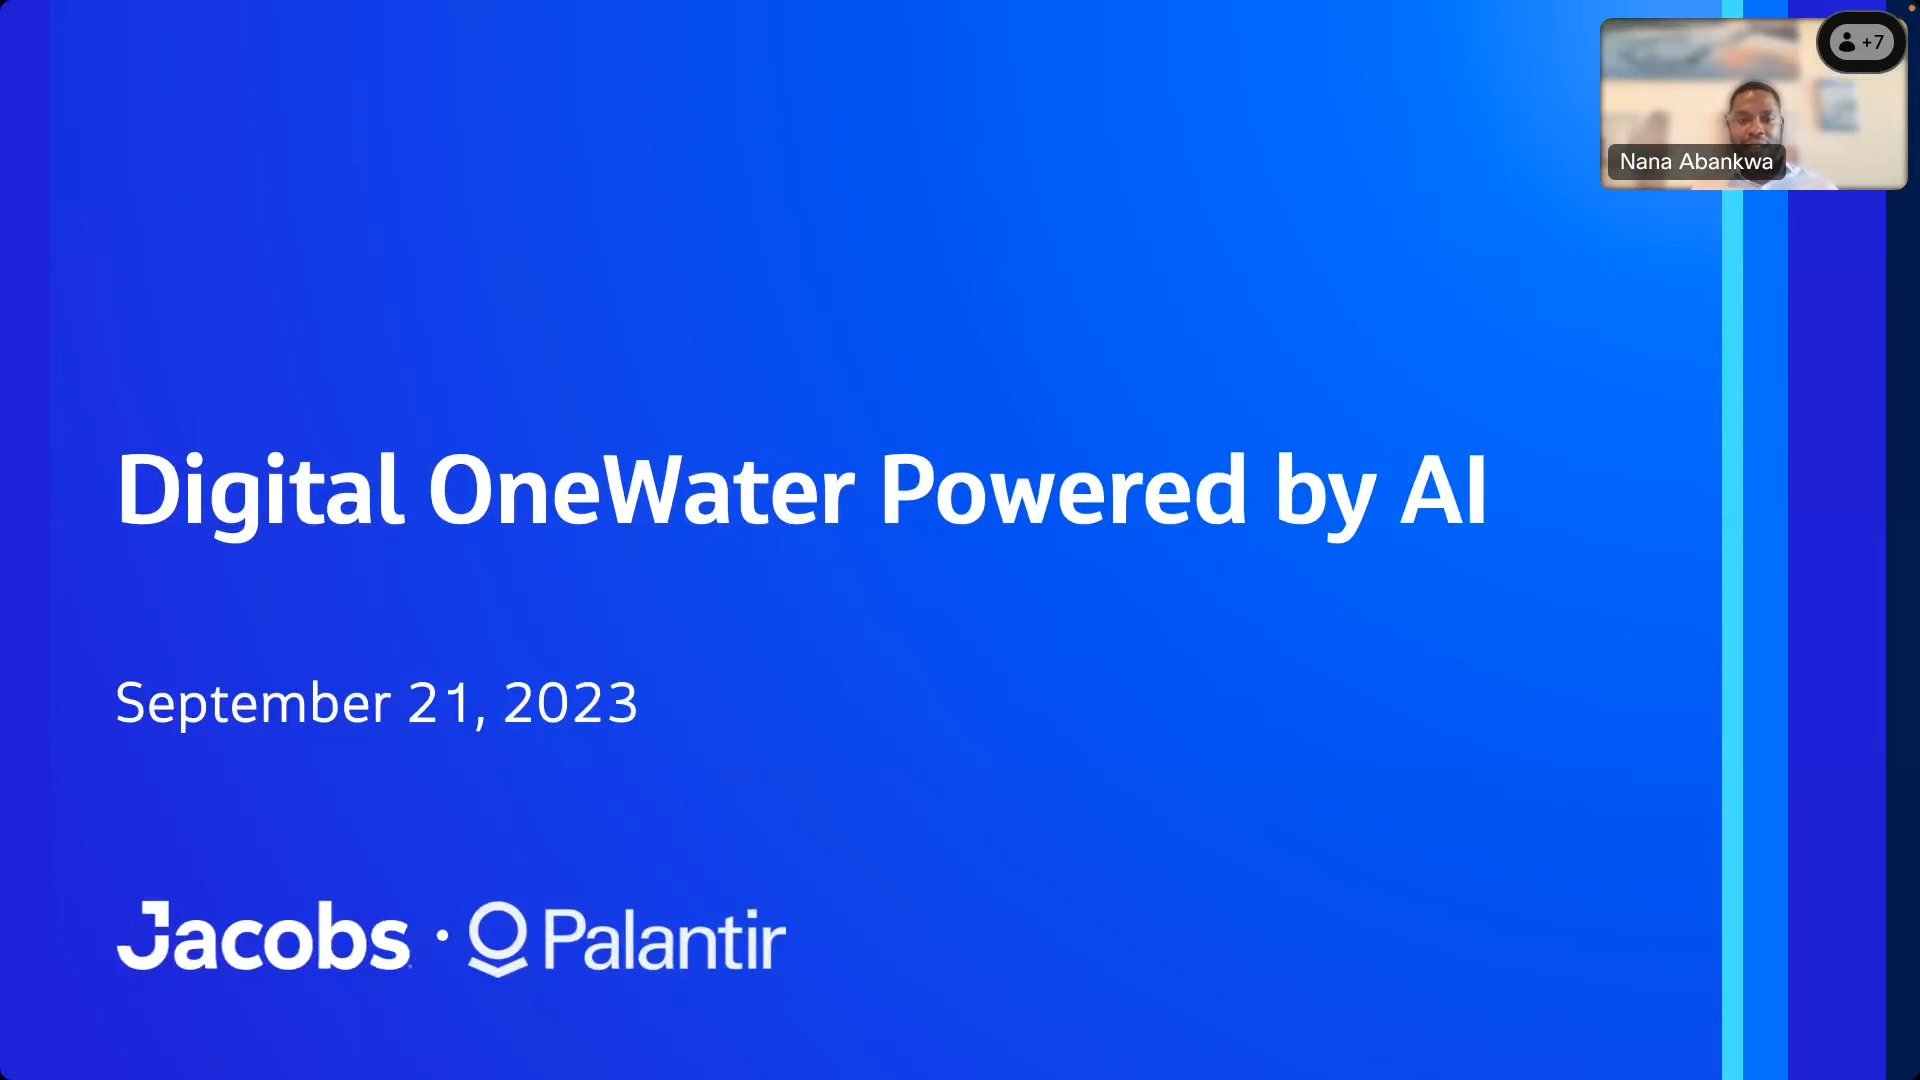 +7
Nana Abankwa
Digital OneWater Powered by AI
September 21, 2023
Jacobs · Palantir